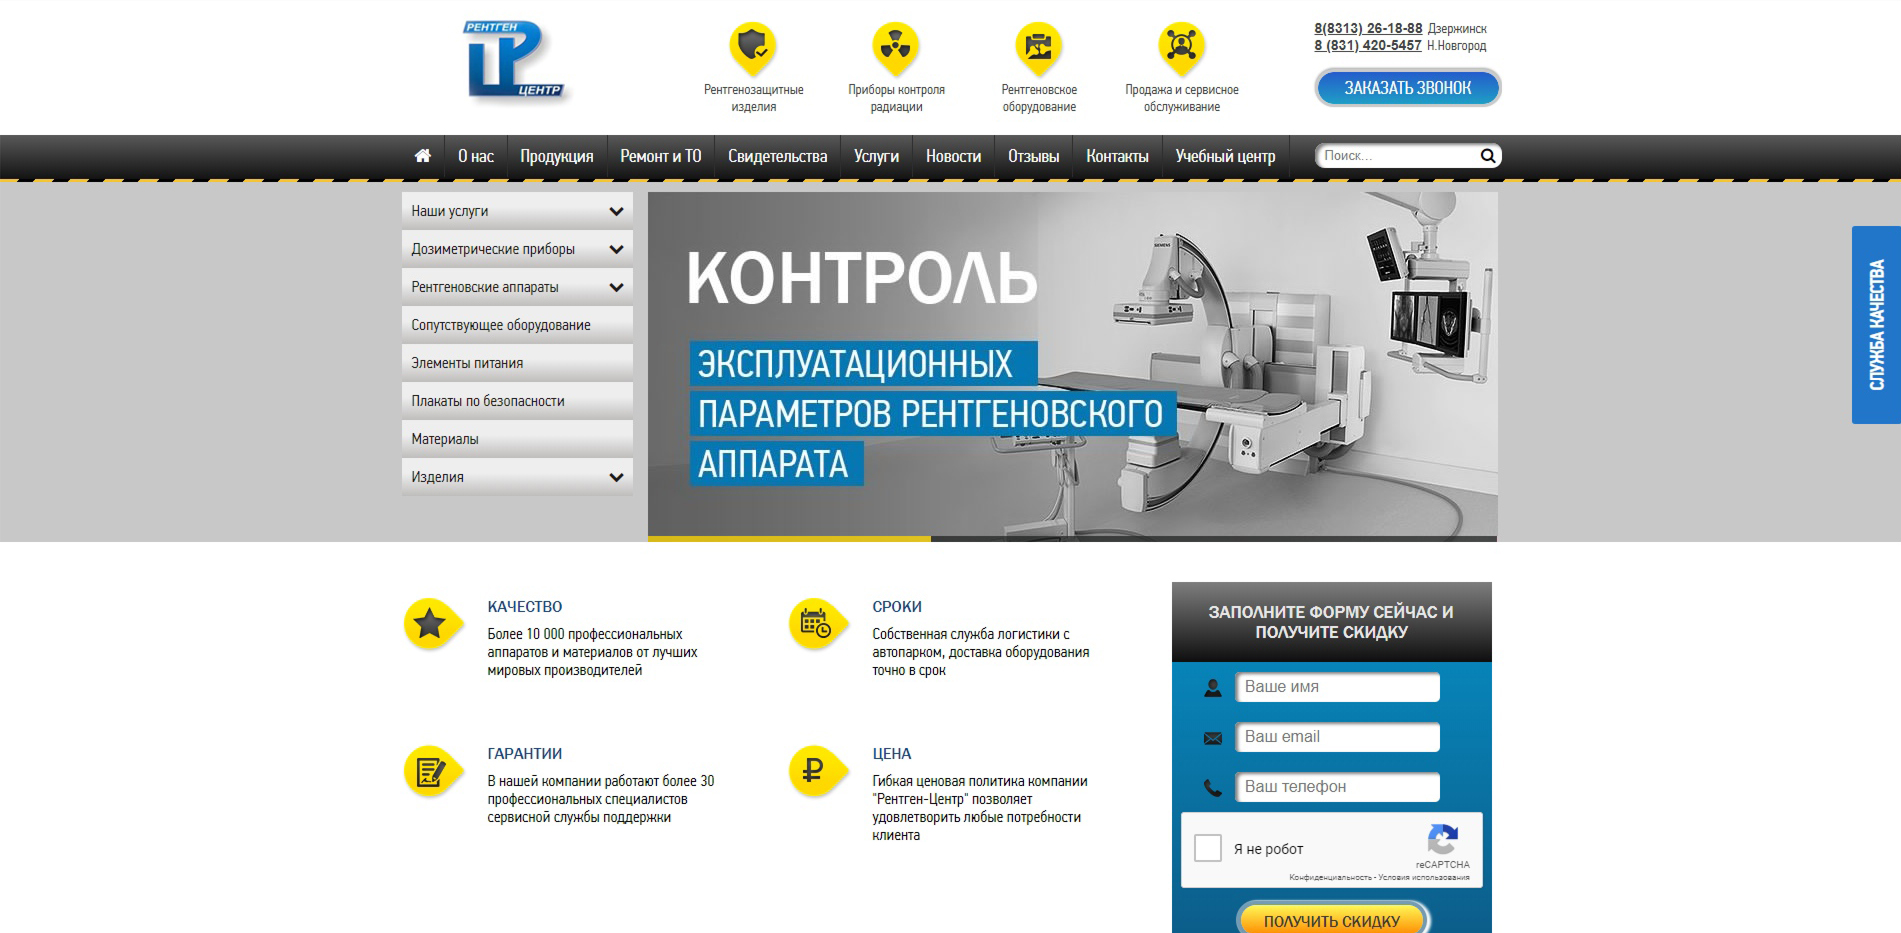 РЕНТГЕН
ЦЕНТР
Рентгенозащитные
изделия
Приборы контроля
радиации
Рентгеновское
оборудование
Продажа и сервисное
обслуживание
8(8313) 26-18-88 Дзержинск
8 (831) 420-5457 Н.Новгород
ЗАКАЗАТЬ ЗВОНОК
О нас
Продукция
Ремонт и ТО
Свидетельства
Услуги
Новости
Отзывы
Контакты
Учебный центр
Поиск...
Наши услуги
Дозиметрические приборы
Рентгеновские аппараты
Сопутствующее оборудование
Элементы питания
Плакаты по безопасности
Материалы
Изделия
КОНТРОЛЬ
ЭКСПЛУАТАЦИОННЫХ
ПАРАМЕТРОВ РЕНТГЕНОВСКОГО
АППАРАТА
SIEMENS
СЛУЖБА КАЧЕСТВА
КАЧЕСТВО
Более 10 000 профессиональных
аппаратов и материалов от лучших
мировых производителей
СРОКИ
Собственная служба логистики с
автопарком, доставка оборудования
точно в срок
ГАРАНТИИ
В нашей компании работают более 30
профессиональных специалистов
сервисной службы поддержки
ЦЕНА
Гибкая ценовая политика компании
"Рентген-Центр" позволяет
удовлетворить любые потребности
клиента
ЗАПОЛНИТЕ ФОРМУ СЕЙЧАС И
ПОЛУЧИТЕ СКИДКУ
Ваше имя
Ваш email
Ваш телефон
Я не робот
reCAPTCHA
Конфиденциальность - Условия использования
ПОЛУЧИТЬ СКИДКУ